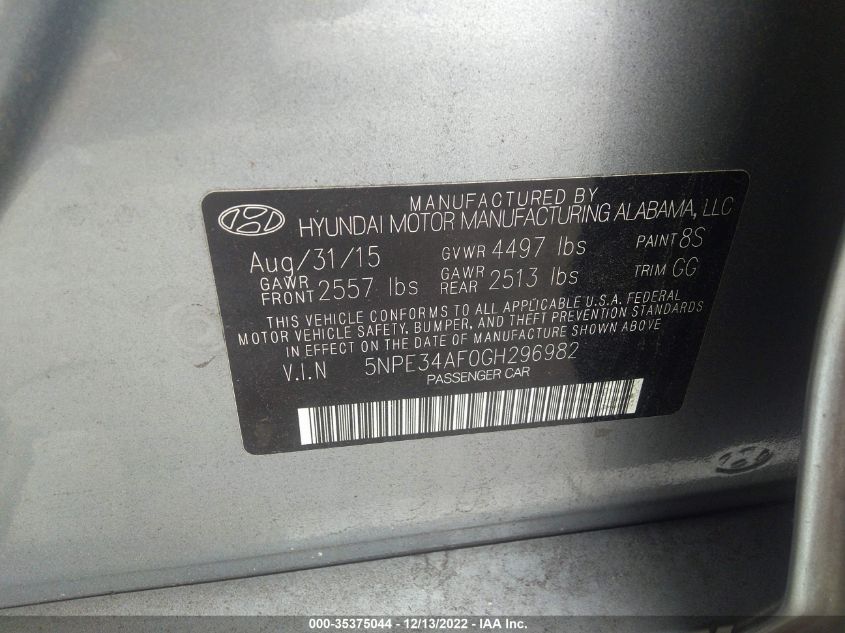 MANUFACTURED BY
HYUNDAI MOTOR MANUFACTURING ALABAMA, LLC
Aug/31/15 GVWR 4497 lbs PAINT 8S
GAWR FRONT 2557 lbs GAWR REAR 2513 lbs TRIM GG
THIS VEHICLE CONFORMS TO ALL APPLICABLE U.S.A. FEDERAL
MOTOR VEHICLE SAFETY, BUMPER, AND THEFT PREVENTION STANDARDS
IN EFFECT ON THE DATE OF MANUFACTURE SHOWN ABOVE
V.I.N 5NPE34AF0GH296982
PASSENGER CAR
000-35375044 - 12/13/2022 - IAA Inc.